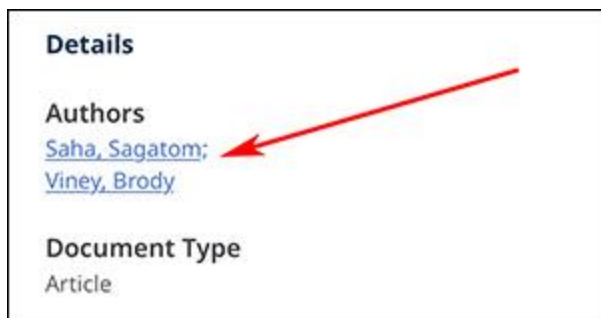 Details
Authors
Saha, Sagatom;
Viney, Brody
Document Type
Article